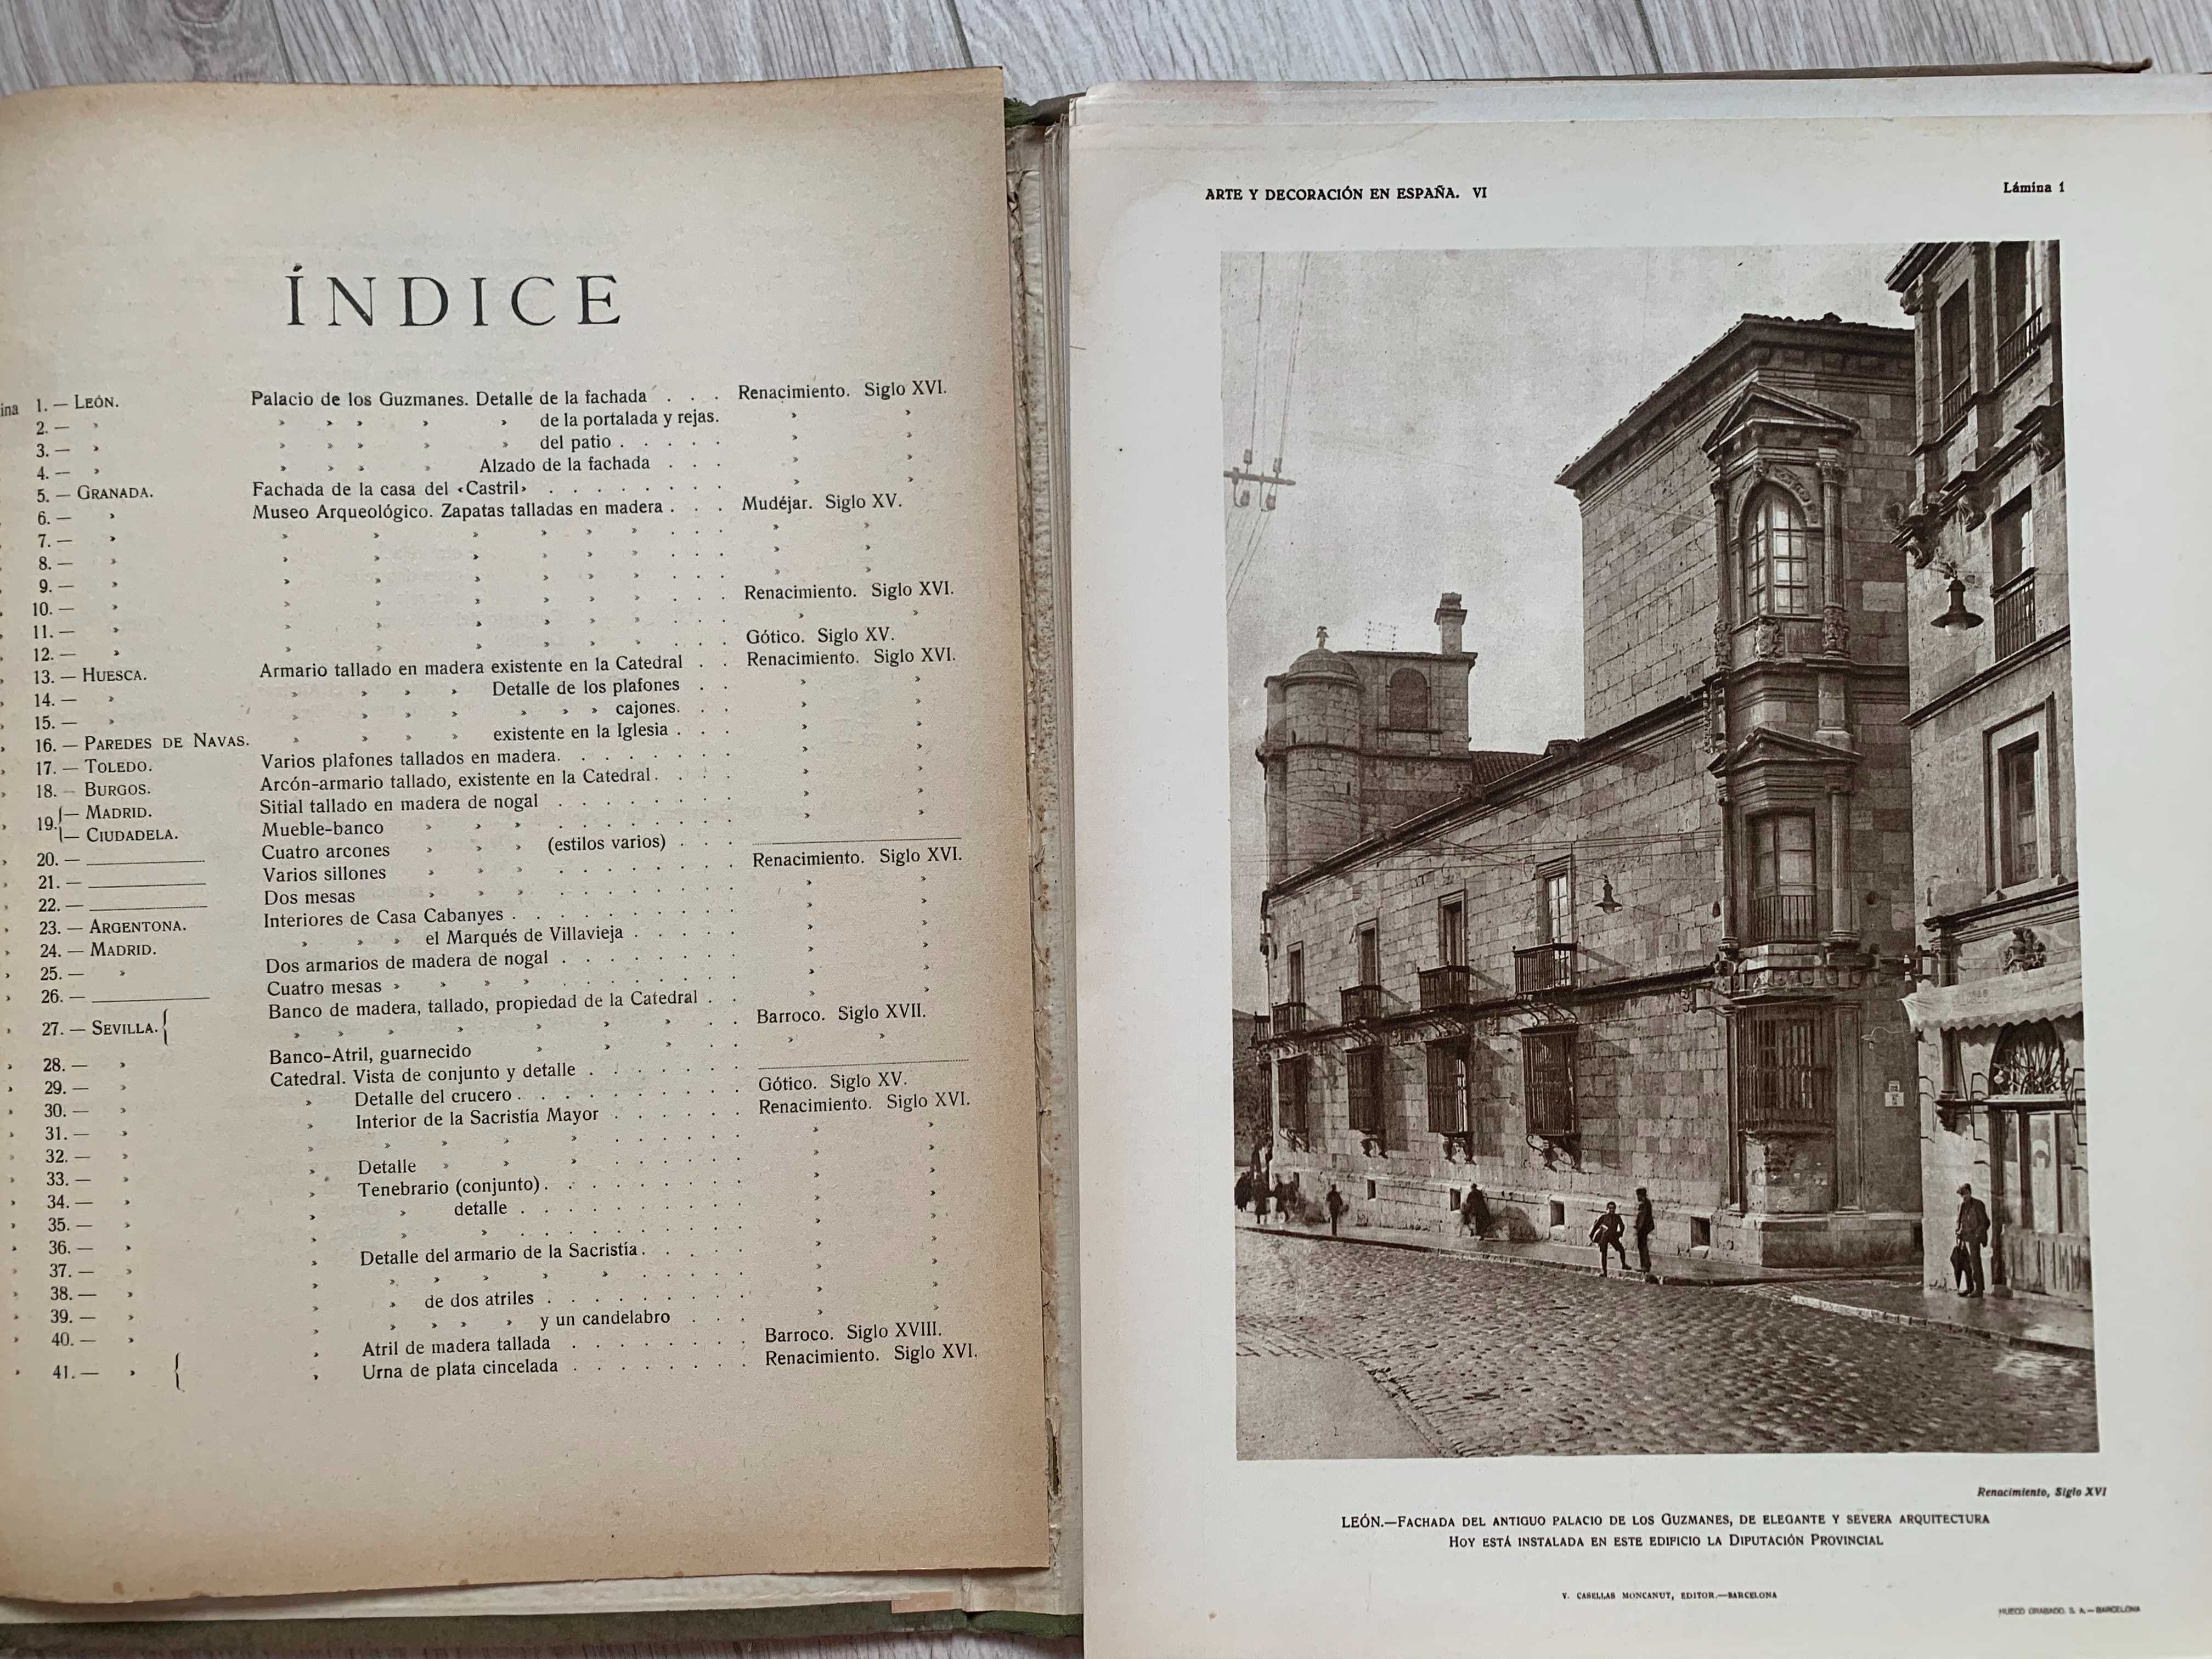 ÍNDICE
ina 1. — LEÓN. Palacio de los Guzmanes. Detalle de la fachada . . . Renacimiento. Siglo XVI.
2. — » » » » » » de la portalada y rejas. » »
3. — » » » » » » del patio . . . . . » »
4. — » » » » » Alzado de la fachada . . . » »
5. — GRANADA. Fachada de la casa del «Castril» . . . . . . . » »
6. — » Museo Arqueológico. Zapatas talladas en madera . . . Mudéjar. Siglo XV.
7. — » » » » » » » . . . » »
8. — » » » » » » » . . . » »
9. — » » » » » » » . . . » »
10. — » » » » » » » . . . Renacimiento. Siglo XVI.
11. — » » » » » » » . . . » »
12. — » » » » » » » . . . Gótico. Siglo XV.
13. — HUESCA. Armario tallado en madera existente en la Catedral . . Renacimiento. Siglo XVI.
14. — » » » » » Detalle de los plafones . . » »
15. — » » » » » » » » cajones. . . » »
16. — PAREDES DE NAVAS. » » » » existente en la Iglesia . . . » »
17. — TOLEDO. Varios plafones tallados en madera. . . . . . . » »
18. — BURGOS. Arcón-armario tallado, existente en la Catedral . . . . » »
19. { — MADRID. Sitial tallado en madera de nogal . . . . . . . » »
— CIUDADELA. Mueble-banco » » » . . . . . . . » »
20. — Cuatro arcones » » » (estilos varios) . . .
21. — Varios sillones » » » . . . . . . . Renacimiento. Siglo XVI.
22. — Dos mesas » » » . . . . . . . » »
23. — ARGENTONA. Interiores de Casa Cabanyes . . . . . . . . » »
24. — MADRID. » » » el Marqués de Villavieja . . . . . » »
25. — » Dos armarios de madera de nogal . . . . . . . » »
26. — Cuatro mesas » » » » . . . . . . » »
27. — SEVILLA. { Banco de madera, tallado, propiedad de la Catedral . . » »
» » » » » » » . . Barroco. Siglo XVII.
28. — » Banco-Atril, guarnecido » » » . . » »
29. — » Catedral. Vista de conjunto y detalle . . . . . .
30. — » » Detalle del crucero . . . . . . . . Gótico. Siglo XV.
31. — » » Interior de la Sacristía Mayor . . . . . . Renacimiento. Siglo XVI.
32. — » » » » » » . . . . . . » »
33. — » » Detalle » » » . . . . . . » »
34. — » » Tenebrario (conjunto) . . . . . . . . » »
35. — » » » detalle . . . . . . . . » »
36. — » » » » . . . . . . . . » »
37. — » » Detalle del armario de la Sacristía . . . . . » »
38. — » » » » » » » . . . . . » »
39. — » » » de dos atriles . . . . . . . . » »
40. — » » » » » » y un candelabro . . . » »
41. — » { » Atril de madera tallada . . . . . . . Barroco. Siglo XVIII.
» Urna de plata cincelada . . . . . . . Renacimiento. Siglo XVI.
ARTE Y DECORACIÓN EN ESPAÑA. VI Lámina 1
Renacimiento, Siglo XVI
LEÓN.—FACHADA DEL ANTIGUO PALACIO DE LOS GUZMANES, DE ELEGANTE Y SEVERA ARQUITECTURA
HOY ESTÁ INSTALADA EN ESTE EDIFICIO LA DIPUTACIÓN PROVINCIAL
V. CASELLAS MONCANUT, EDITOR.—BARCELONA
HUECO GRABADO, S. A.—BARCELONA